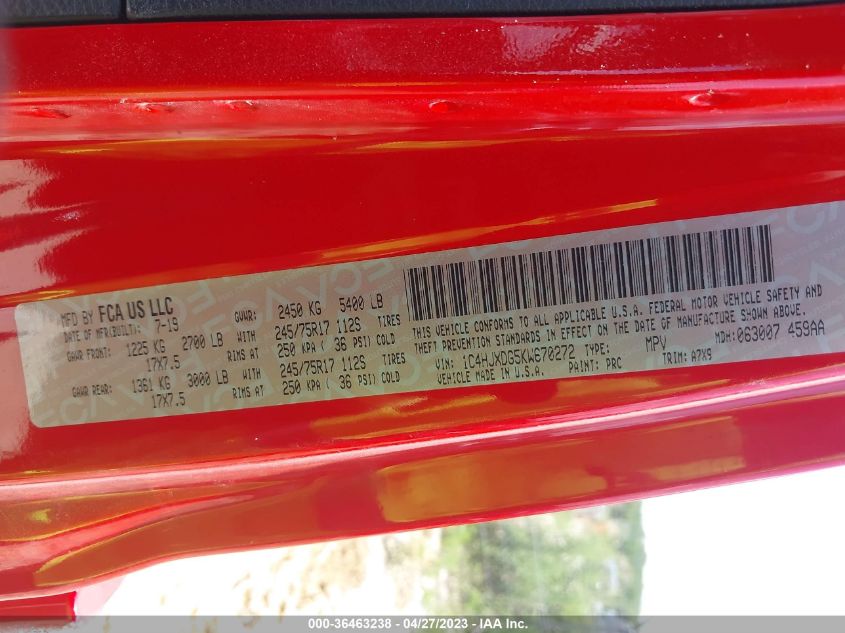 MFD BY FCA US LLC
DATE OF MFR(BUILT): 7-19 GVWR: 2450 KG 5400 LB
GAWR FRONT: 1225 KG 2700 LB WITH 245/75R17 112S TIRES
17X7.5 RIMS AT 250 KPA ( 36 PSI) COLD
GAWR REAR: 1361 KG 3000 LB WITH 245/75R17 112S TIRES
17X7.5 RIMS AT 250 KPA ( 36 PSI) COLD
THIS VEHICLE CONFORMS TO ALL APPLICABLE U.S.A. FEDERAL MOTOR VEHICLE SAFETY AND
THEFT PREVENTION STANDARDS IN EFFECT ON THE DATE OF MANUFACTURE SHOWN ABOVE.
MDH: 063007 459AA
VIN: 1C4HJXDG5KW670272 TYPE: MPV
VEHICLE MADE IN U.S.A. PAINT: PRC TRIM: A7X9
000-36463238 - 04/27/2023 - IAA Inc.